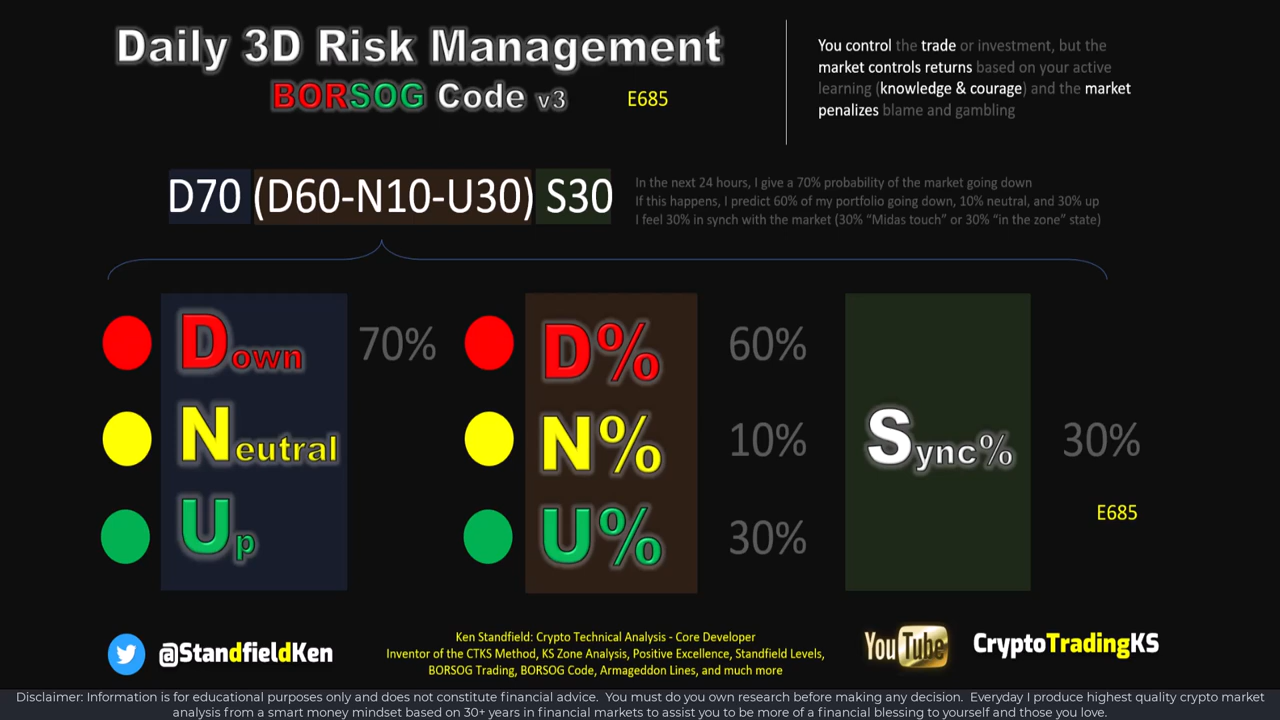 Daily 3D Risk Management
BORSOG Code v3 E685
You control the trade or investment, but the
market controls returns based on your active
learning (knowledge & courage) and the market
penalizes blame and gambling
D70 (D60-N10-U30) S30
In the next 24 hours, I give a 70% probability of the market going down
If this happens, I predict 60% of my portfolio going down, 10% neutral, and 30% up
I feel 30% in synch with the market (30% “Midas touch” or 30% “in the zone” state)
Down 70% D% 60%
Neutral N% 10% Sync% 30%
E685
Up U% 30%
@StandfieldKen
Ken Standfield: Crypto Technical Analysis - Core Developer
Inventor of the CTKS Method, KS Zone Analysis, Positive Excellence, Standfield Levels,
BORSOG Trading, BORSOG Code, Armageddon Lines, and much more
YouTube CryptoTradingKS
Disclaimer: Information is for educational purposes only and does not constitute financial advice. You must do you own research before making any decision. Everyday I produce highest quality crypto market
analysis from a smart money mindset based on 30+ years in financial markets to assist you to be more of a financial blessing to yourself and those you love.